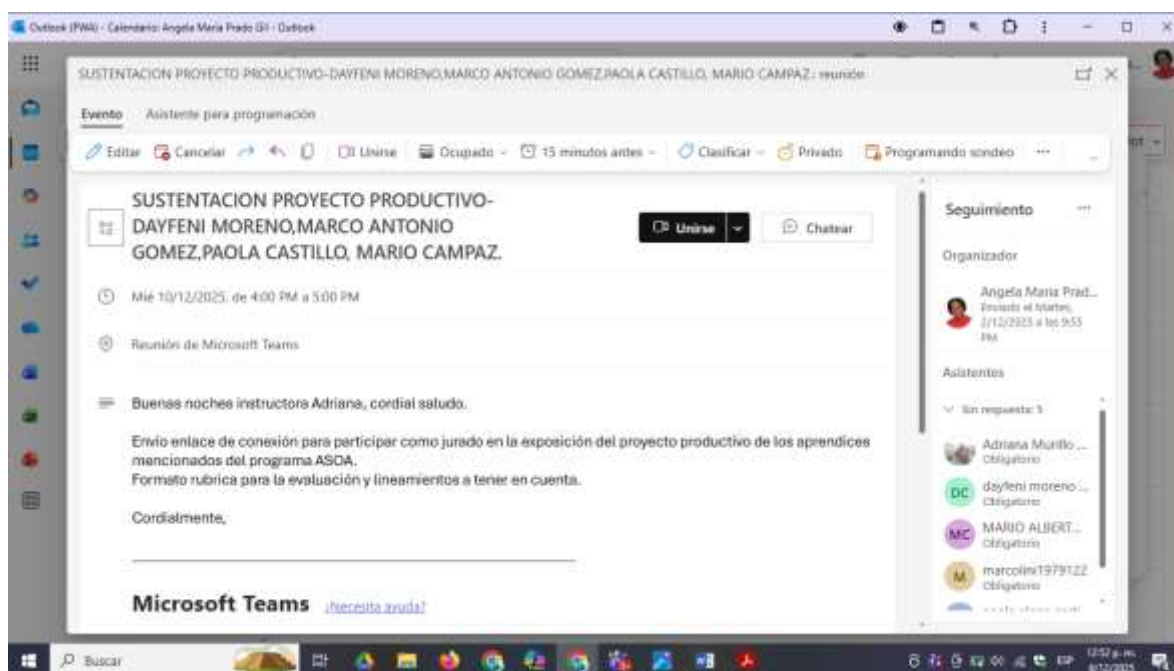 Outlook (PWA) - Calendario: Angela Maria Prado Gil - Outlook
SUSTENTACION PROYECTO PRODUCTIVO-DAYFENI MORENO,MARCO ANTONIO GOMEZ,PAOLA CASTILLO, MARIO CAMPAZ.: reunión
Evento Asistente para programación
Editar Cancelar Unirse Ocupado 15 minutos antes Clasificar Privado Programando sondeo ...
SUSTENTACION PROYECTO PRODUCTIVO-
DAYFENI MORENO,MARCO ANTONIO
GOMEZ,PAOLA CASTILLO, MARIO CAMPAZ.
Unirse Chatear
Mié 10/12/2025, de 4:00 PM a 5:00 PM
Reunión de Microsoft Teams
Buenas noches instructora Adriana, cordial saludo.
Envio enlace de conexión para participar como jurado en la exposición del proyecto productivo de los aprendices
mencionados del programa ASOA.
Formato rubrica para la evaluación y lineamientos a tener en cuenta.
Cordialmente,
Microsoft Teams ¿Necesita ayuda?
Seguimiento ...
Organizador
Angela Maria Prad...
Enviado el Martes,
2/12/2025 a las 9:55
PM
Asistentes
Sin respuesta: 5
Adriana Murillo ...
Obligatorio
DC dayfeni moreno ...
Obligatorio
MC MARIO ALBERT...
Obligatorio
M marcolini1979122
Obligatorio
Buscar
ESP
12:52 p. m.
8/12/2025